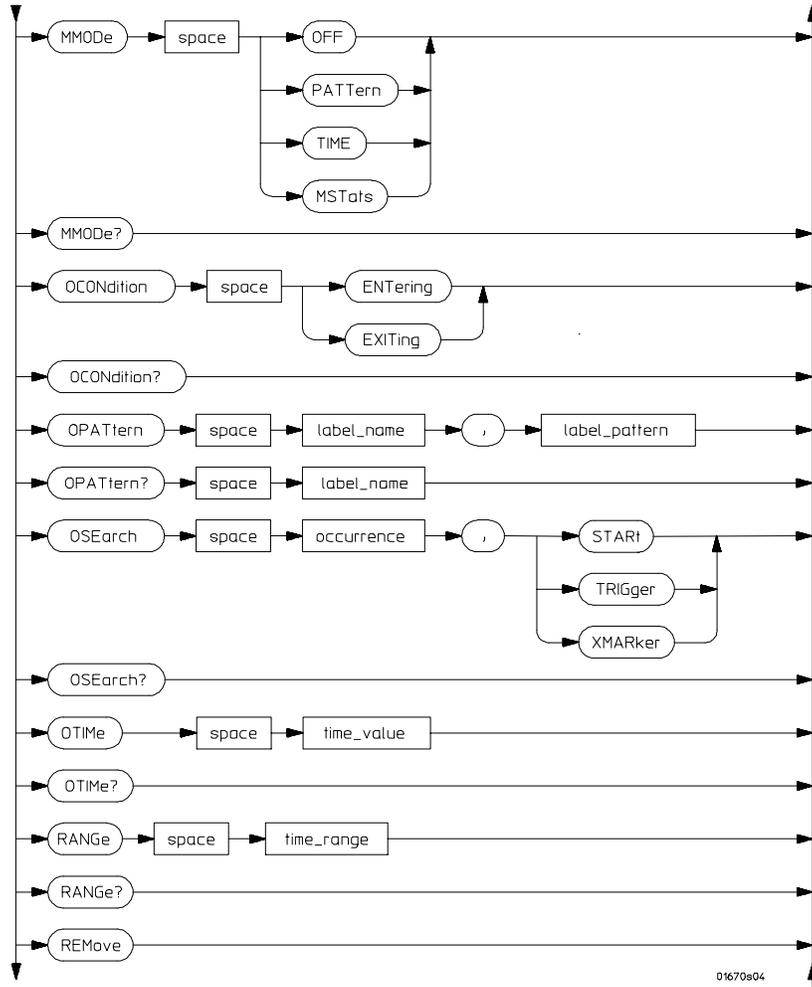 MMODe space OFF
PATTern
TIME
MSTats
MMODe?
OCONdition space ENTering
EXITing
OCONdition?
OPATtern space label_name , label_pattern
OPATtern? space label_name
OSEarch space occurrence , STARt
TRIGger
XMARker
OSEarch?
OTIMe space time_value
OTIMe?
RANGe space time_range
RANGe?
REMove
01670s04